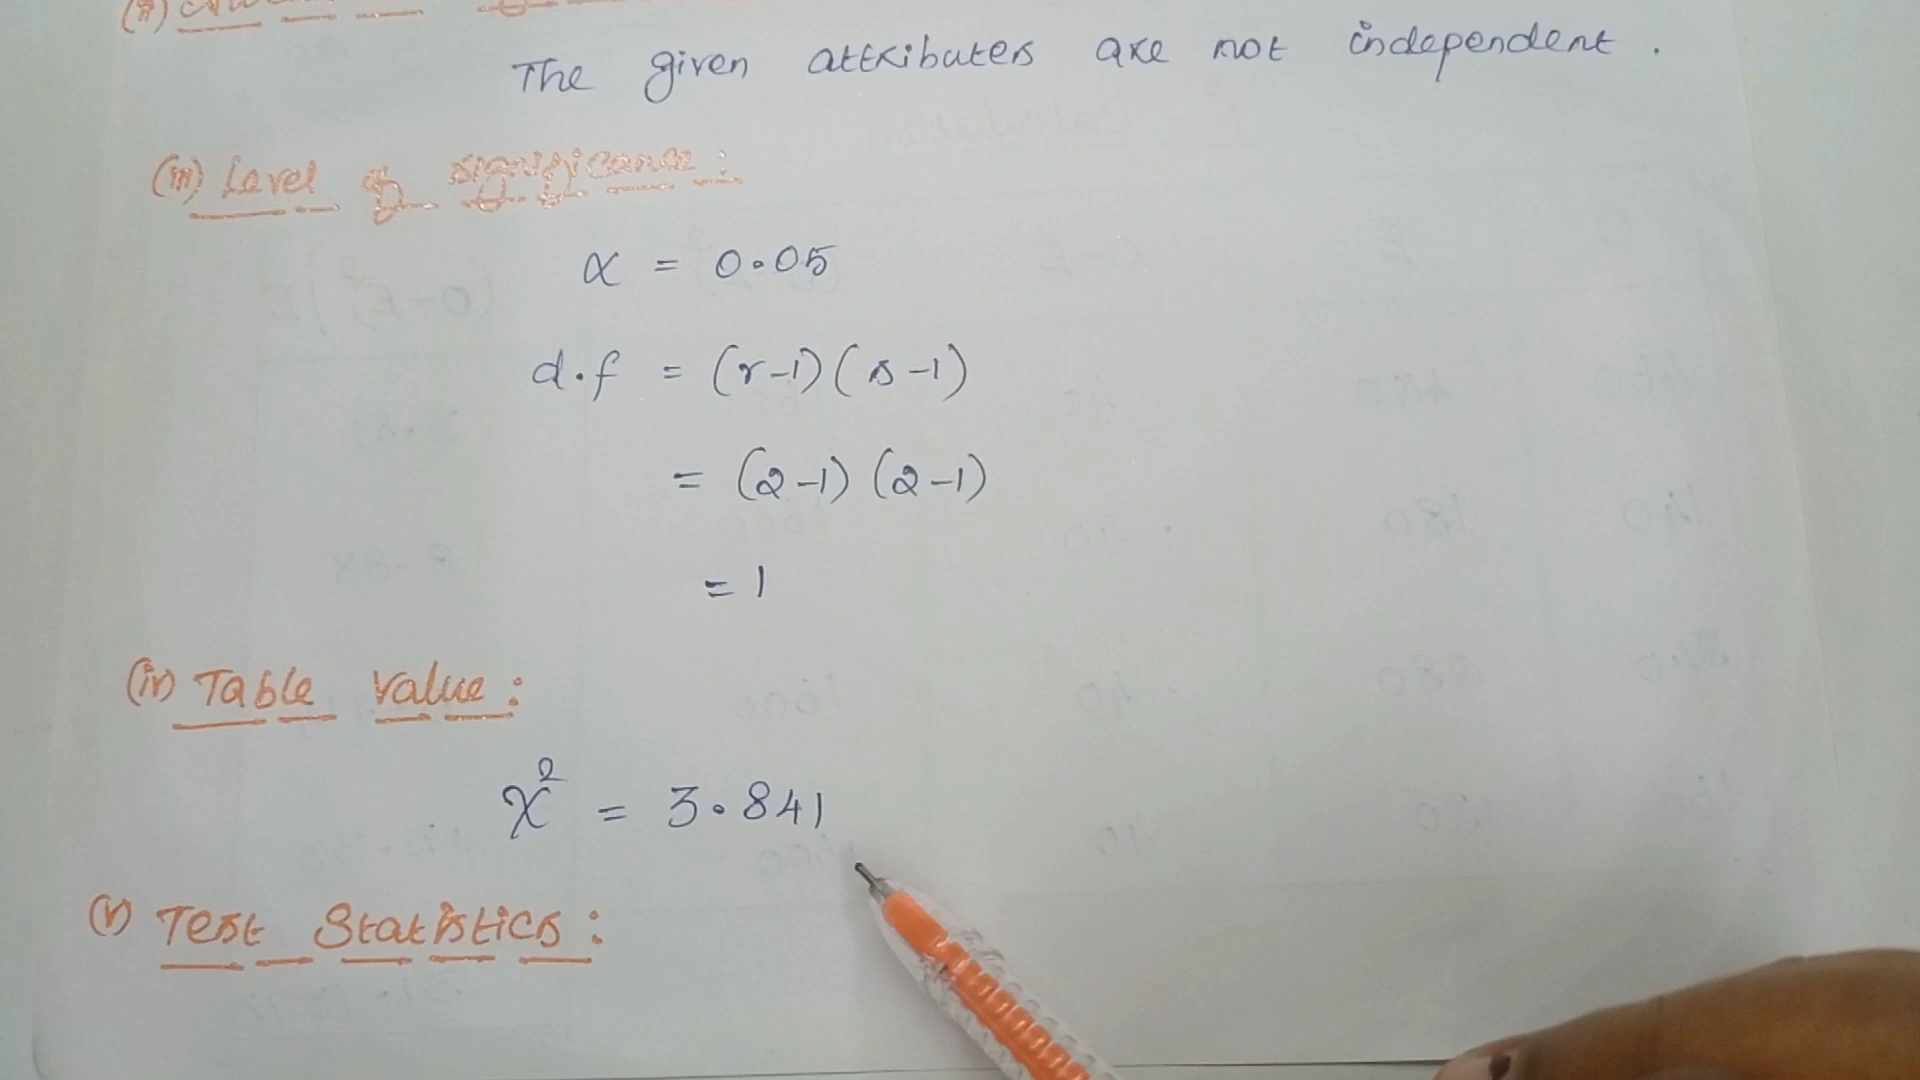 The given attributes are not independent.
(iii) Level of significance:
α = 0.05
d.f = (r-1)(s-1)
= (2-1)(2-1)
= 1
(iv) Table value:
χ² = 3.841
(v) Test Statistics: